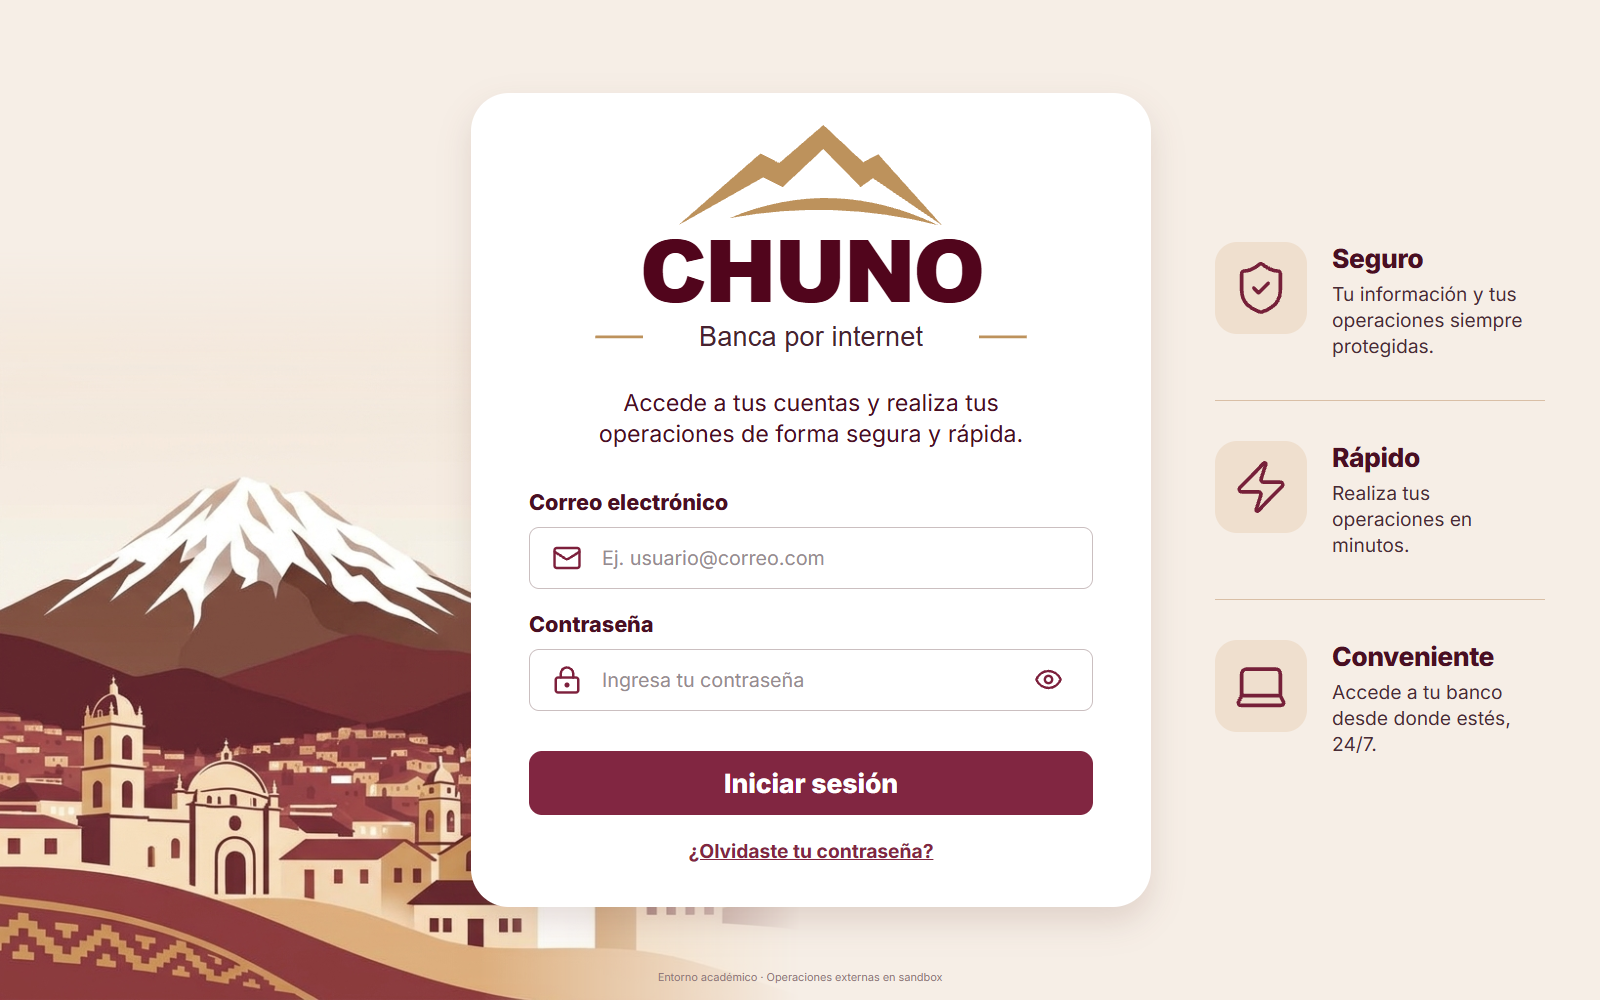 CHUNO
Banca por internet
Accede a tus cuentas y realiza tus
operaciones de forma segura y rápida.
Correo electrónico
Ej. usuario@correo.com
Contraseña
Ingresa tu contraseña
Iniciar sesión
¿Olvidaste tu contraseña?
Seguro
Tu información y tus
operaciones siempre
protegidas.
Rápido
Realiza tus
operaciones en
minutos.
Conveniente
Accede a tu banco
desde donde estés,
24/7.
Entorno académico · Operaciones externas en sandbox